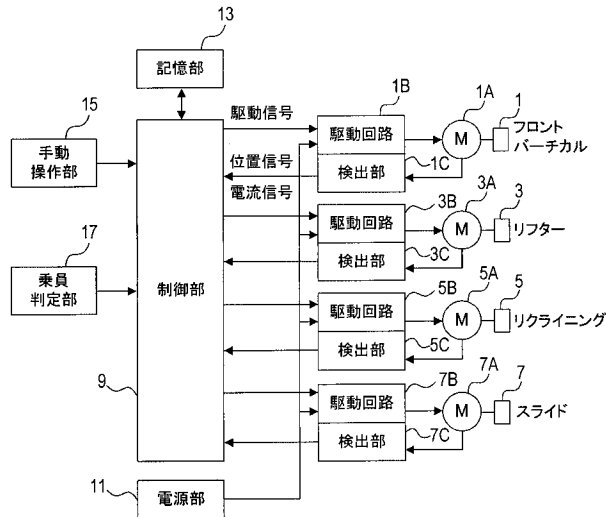 13
記憶部
15
手動
操作部
17
乗員
判定部
9
制御部
11
電源部
駆動信号
位置信号
電流信号
1B
駆動回路
検出部
1C
1A
M
1
フロント
バーチカル
3B
駆動回路
検出部
3C
3A
M
3
リフター
5B
駆動回路
検出部
5C
5A
M
5
リクライニング
7B
駆動回路
検出部
7C
7A
M
7
スライド